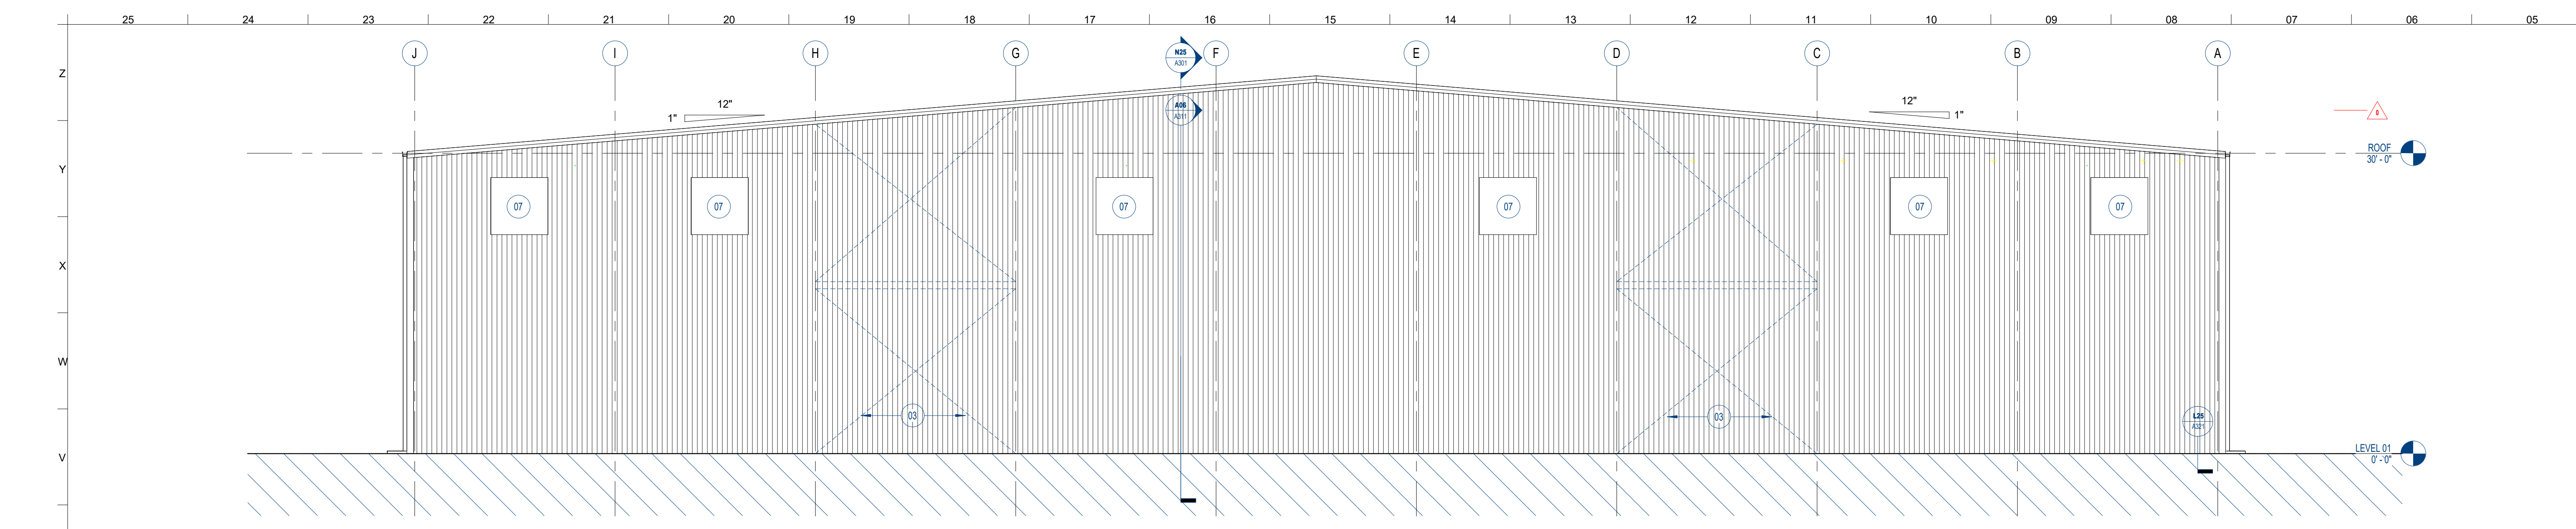 25 24 23 22 21 20 19 18 17 16 15 14 13 12 11 10 09 08 07 06 05
J I H G F E D C B A
N25
A301
Z
12"
1"
A06
A311
12"
1"
0
ROOF
30' - 0"
Y
07 07 07 07 07 07
X
W
03 03
L25
A321
LEVEL 01
0' - 0"
V